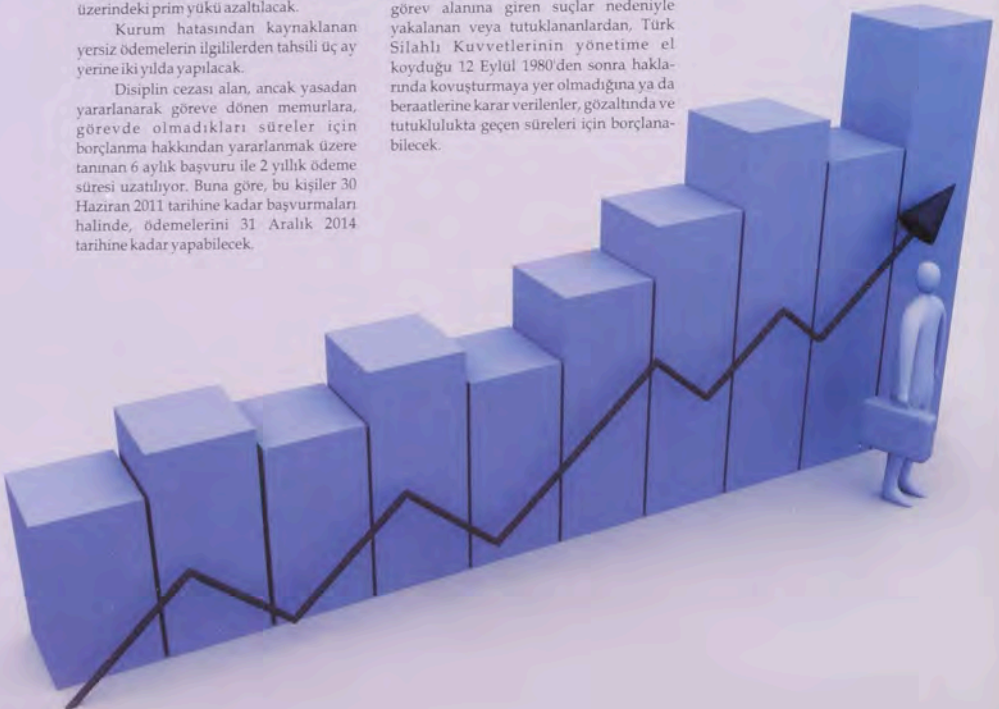 üzerindeki prim yükü azaltılacak.
Kurum hatasından kaynaklanan
yersiz ödemelerin ilgililerden tahsili üç ay
yerine iki yılda yapılacak.
Disiplin cezası alan, ancak yasadan
yararlanarak göreve dönen memurlara,
görevde olmadıkları süreler için
borçlanma hakkından yararlanmak üzere
tanınan 6 aylık başvuru ile 2 yıllık ödeme
süresi uzatılıyor. Buna göre, bu kişiler 30
Haziran 2011 tarihine kadar başvurmaları
halinde, ödemelerini 31 Aralık 2014
tarihine kadar yapabilecek.
görev alanına giren suçlar nedeniyle
yakalanan veya tutuklananlardan, Türk
Silahlı Kuvvetlerinin yönetime el
koyduğu 12 Eylül 1980'den sonra hakla-
rında kovuşturmaya yer olmadığına ya da
beraatlerine karar verilenler, gözaltında ve
tutuklulukta geçen süreleri için borçlana-
bilecek.